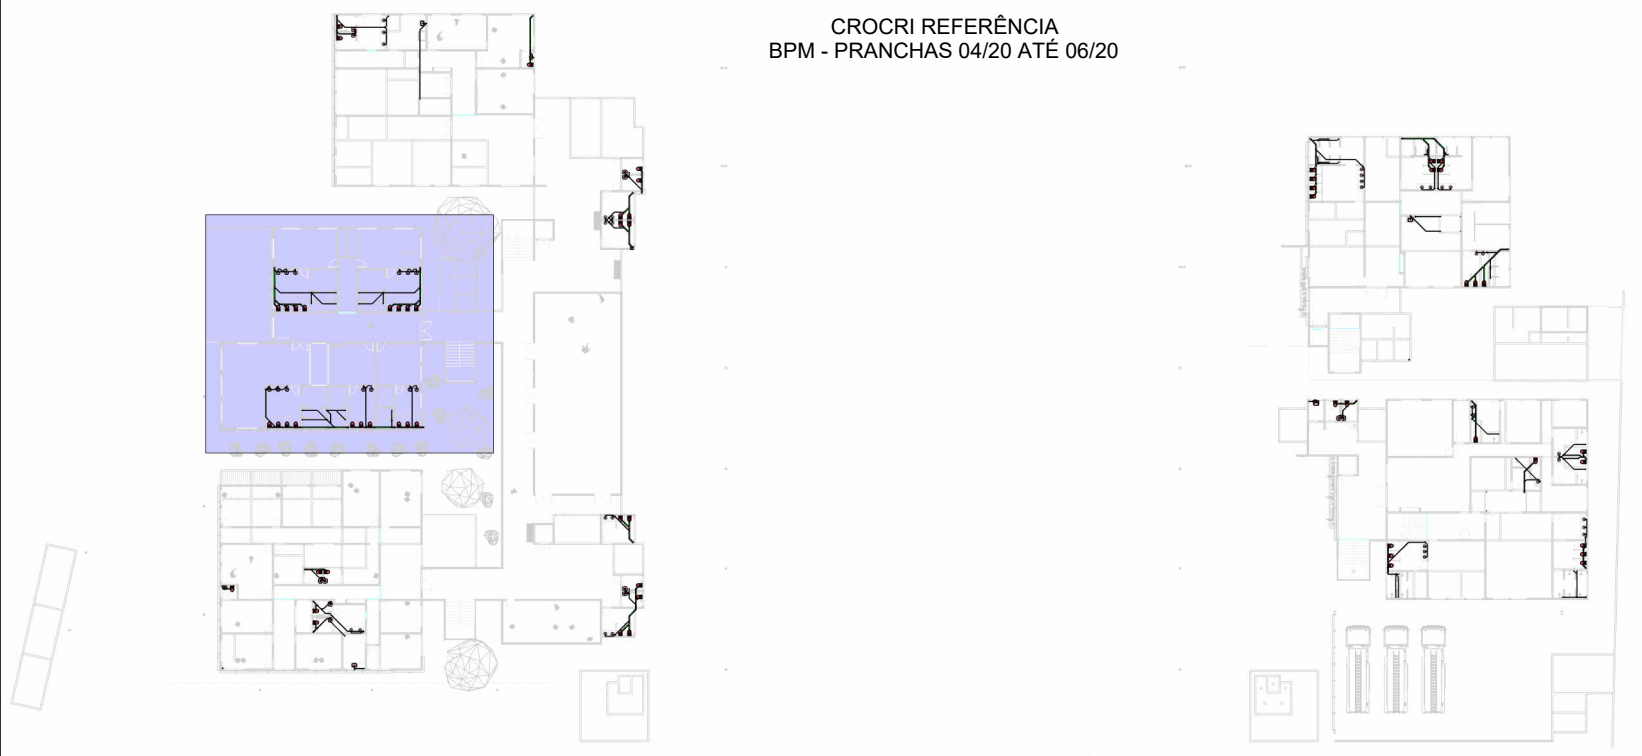 CROCRI REFERÊNCIA
BPM - PRANCHAS 04/20 ATÉ 06/20